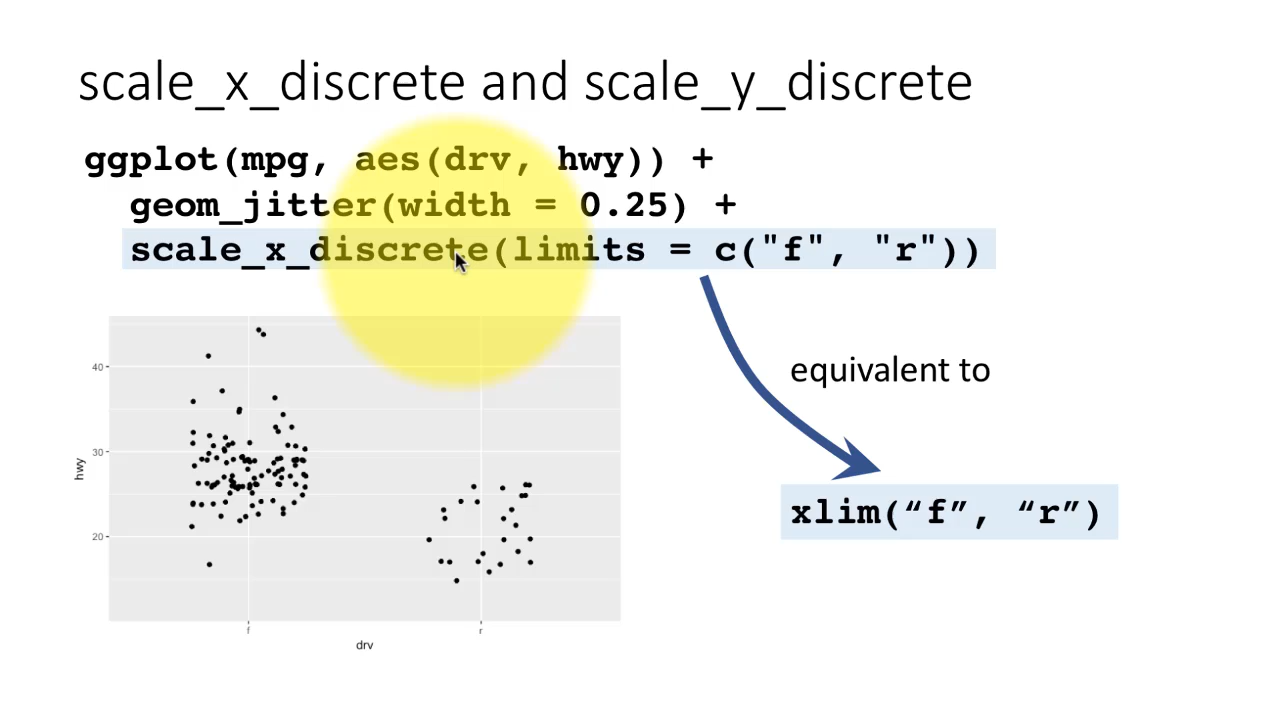 scale_x_discrete and scale_y_discrete
ggplot(mpg, aes(drv, hwy)) +
geom_jitter(width = 0.25) +
scale_x_discrete(limits = c("f", "r"))
equivalent to
xlim(“f”, “r”)
40
30
20
hwy
f
r
drv